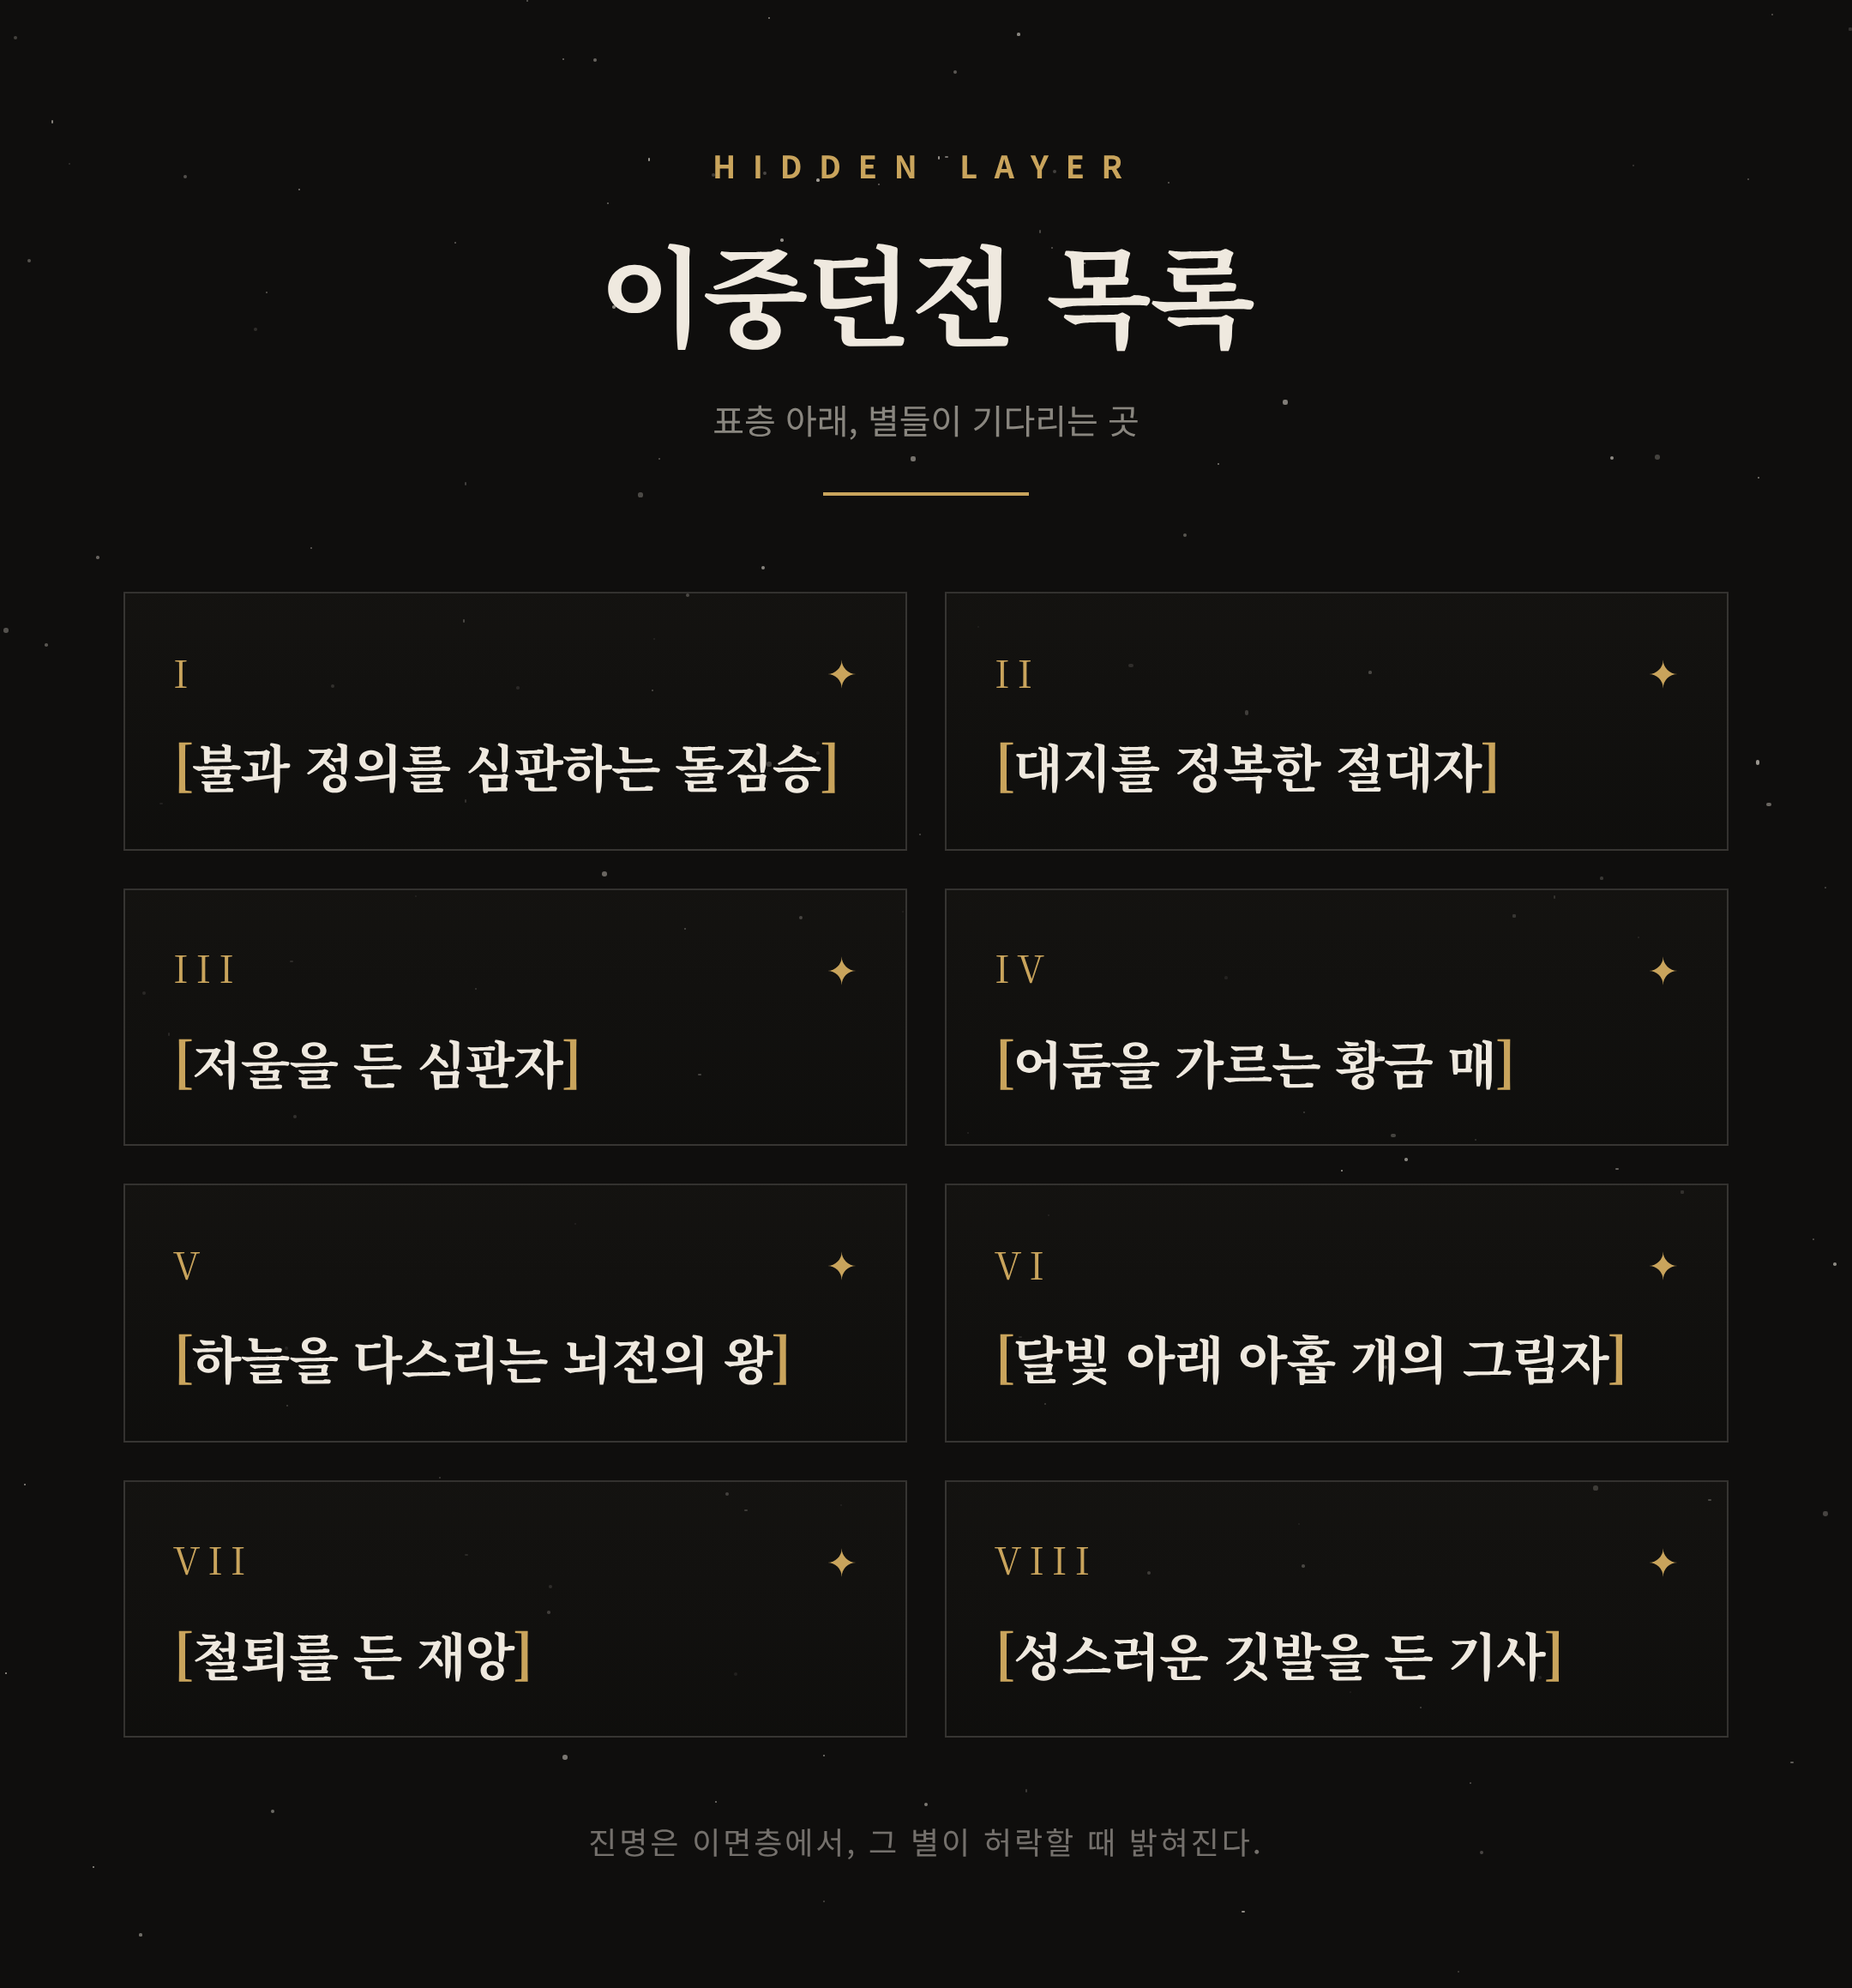 HIDDEN LAYER
이중던전 목록
표층 아래, 별들이 기다리는 곳
I ✦
[불과 정의를 심판하는 돌짐승]
II ✦
[대지를 정복한 절대자]
III ✦
[저울을 든 심판자]
IV ✦
[어둠을 가르는 황금 매]
V ✦
[하늘을 다스리는 뇌전의 왕]
VI ✦
[달빛 아래 아홉 개의 그림자]
VII ✦
[철퇴를 든 재앙]
VIII ✦
[성스러운 깃발을 든 기사]
진명은 이면층에서, 그 별이 허락할 때 밝혀진다.